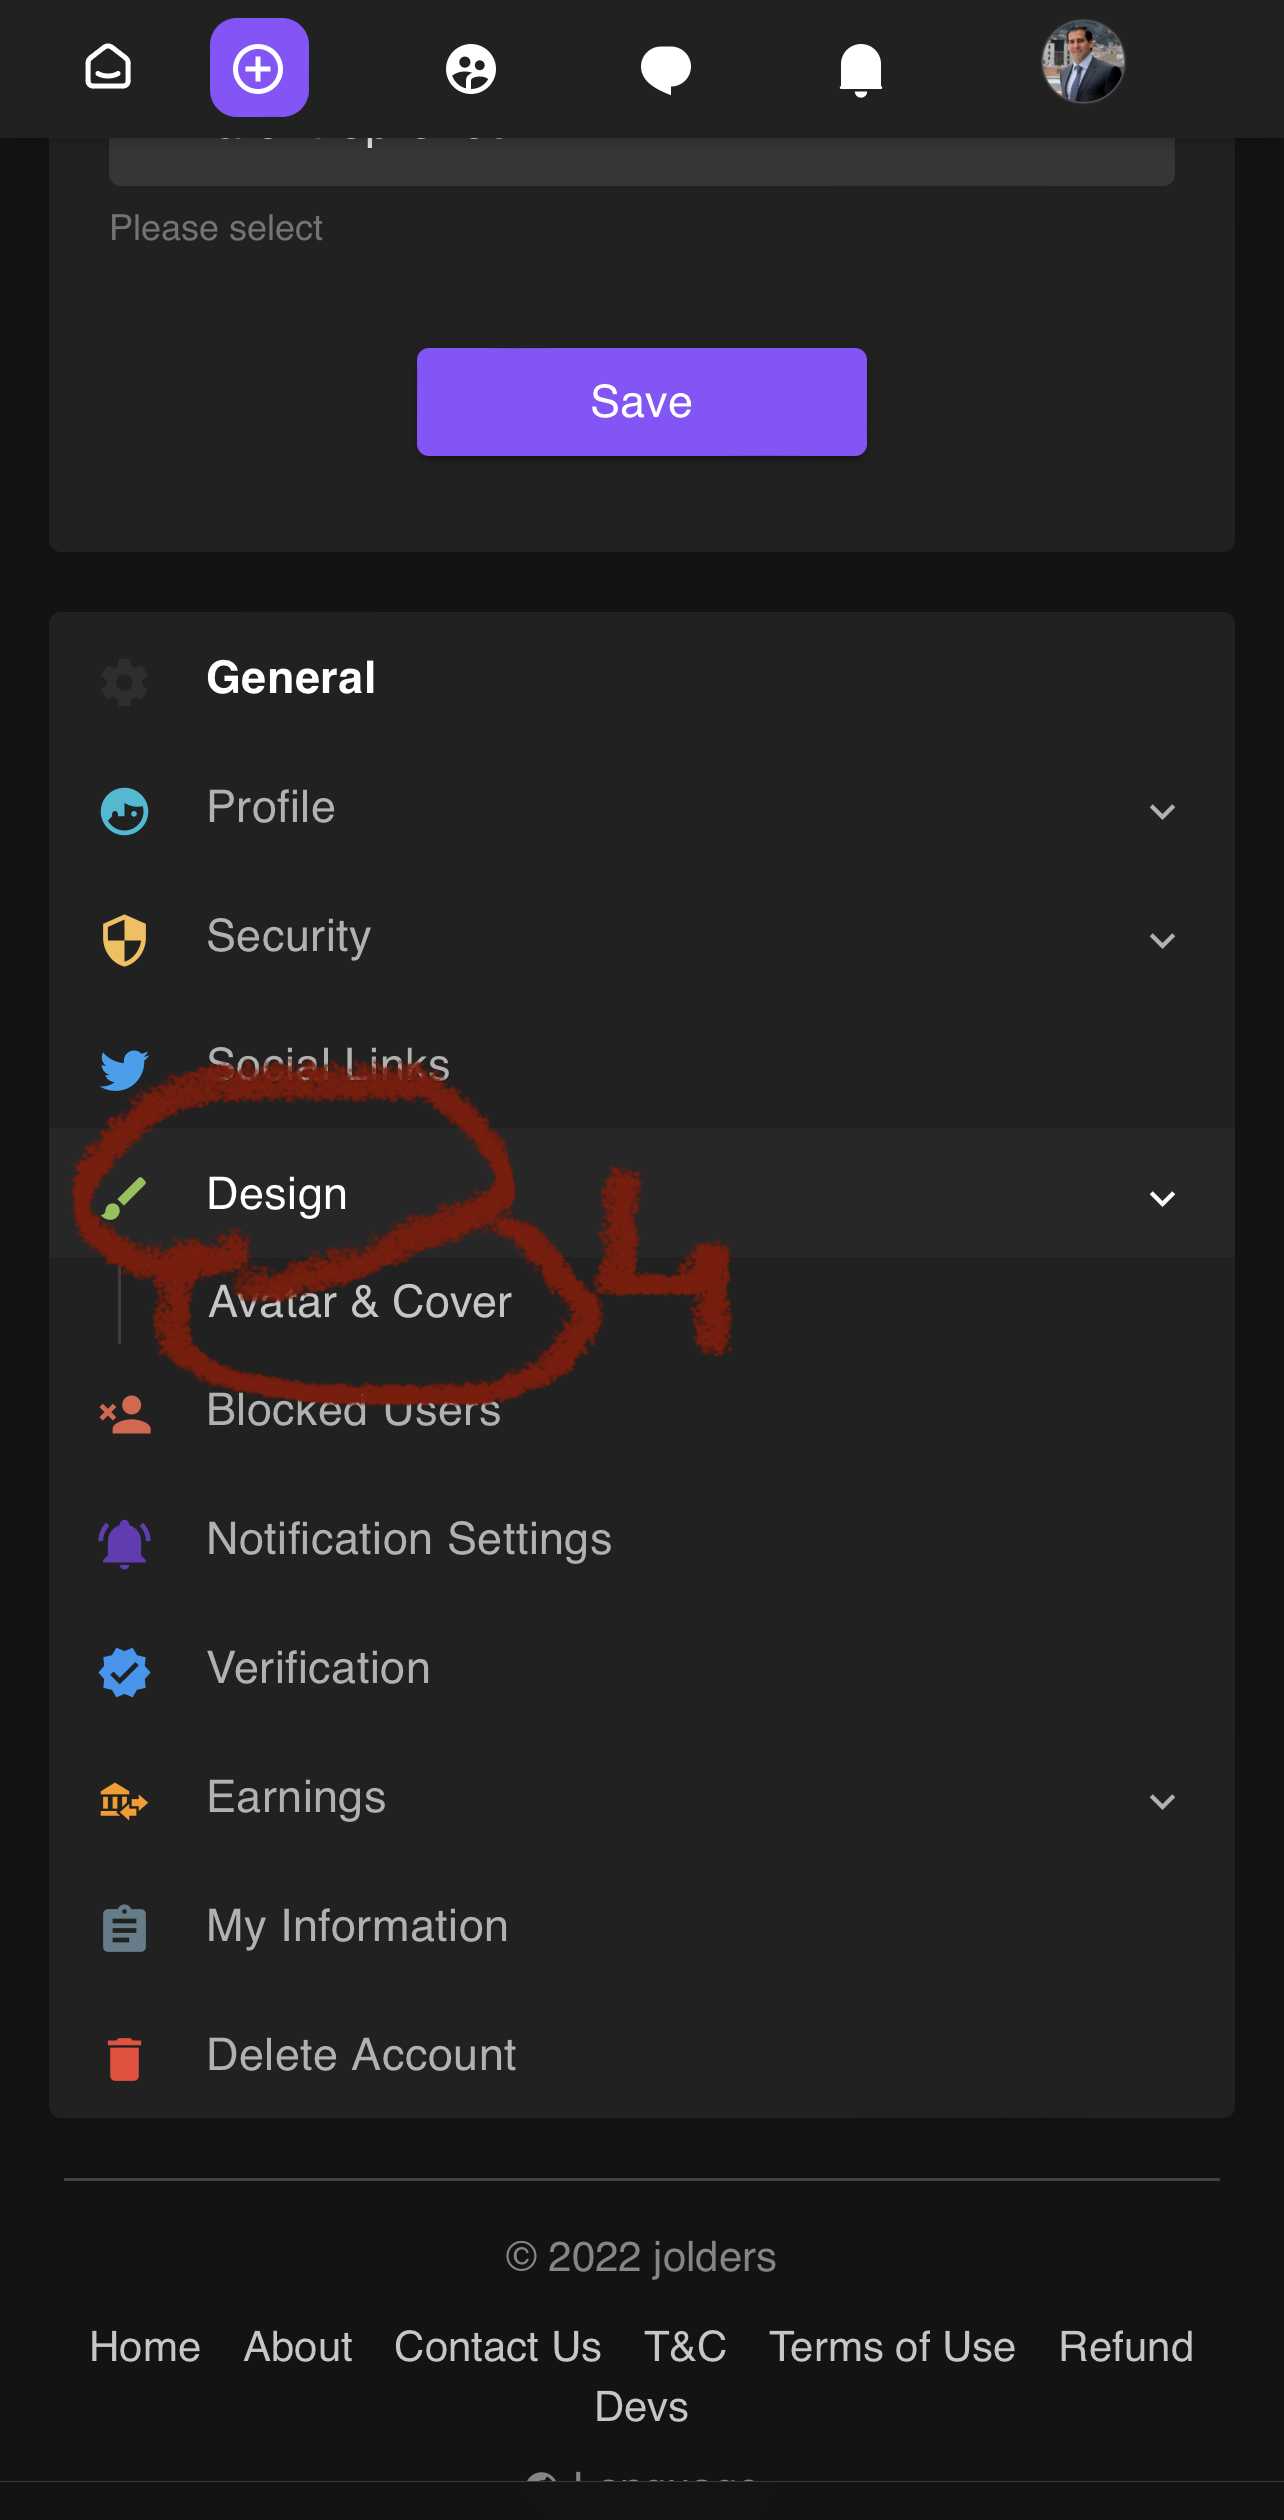 Please select
Save
General
Profile
Security
Social Links
Design
4
Avatar & Cover
Blocked Users
Notification Settings
Verification
Earnings
My Information
Delete Account
© 2022 jolders
Home About Contact Us T&C Terms of Use Refund
Devs
Language